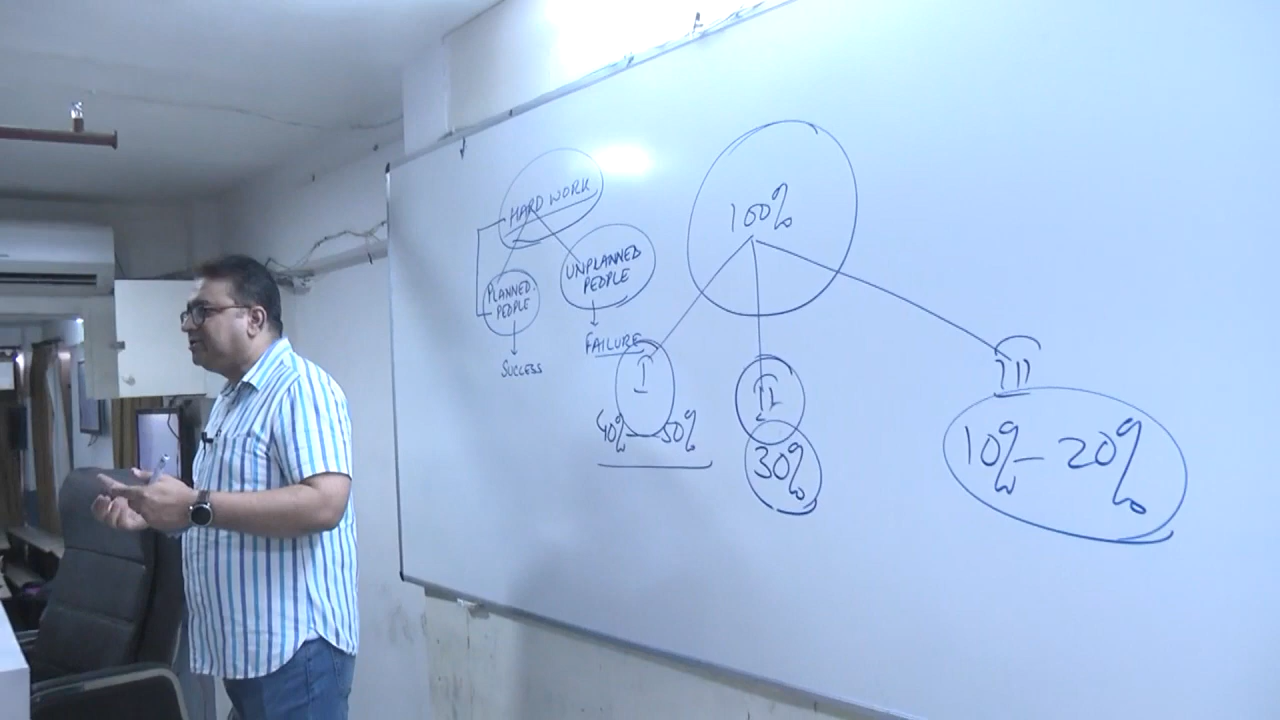 HARD WORK
PLANNED.
PEOPLE
SUCCESS
UNPLANNED
PEOPLE
FAILURE
100%
I
40% - 50%
II
30%
III
10% - 20%